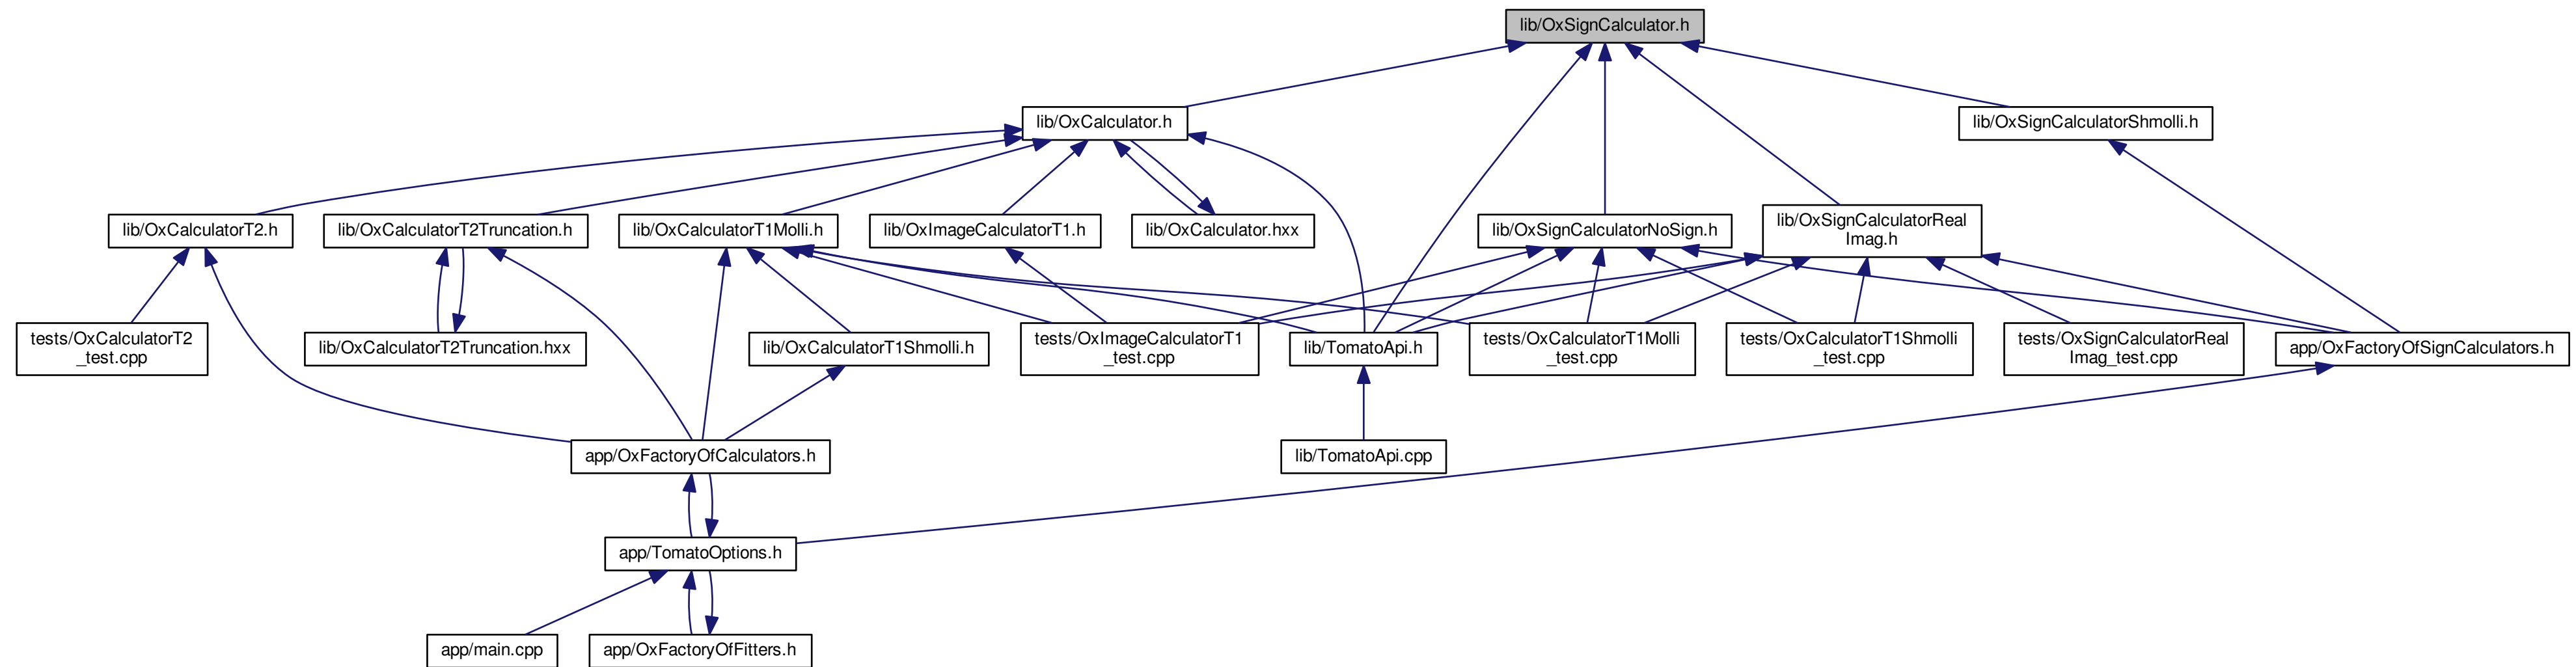 lib/OxSignCalculator.h
lib/OxCalculator.h
lib/OxSignCalculatorShmolli.h
lib/OxCalculatorT2.h
lib/OxCalculatorT2Truncation.h
lib/OxCalculatorT1Molli.h
lib/OxImageCalculatorT1.h
lib/OxCalculator.hxx
lib/OxSignCalculatorNoSign.h
lib/OxSignCalculatorReal
Imag.h
tests/OxCalculatorT2
_test.cpp
lib/OxCalculatorT2Truncation.hxx
lib/OxCalculatorT1Shmolli.h
tests/OxImageCalculatorT1
_test.cpp
lib/TomatoApi.h
tests/OxCalculatorT1Molli
_test.cpp
tests/OxCalculatorT1Shmolli
_test.cpp
tests/OxSignCalculatorReal
Imag_test.cpp
app/OxFactoryOfSignCalculators.h
app/OxFactoryOfCalculators.h
lib/TomatoApi.cpp
app/TomatoOptions.h
app/main.cpp
app/OxFactoryOfFitters.h